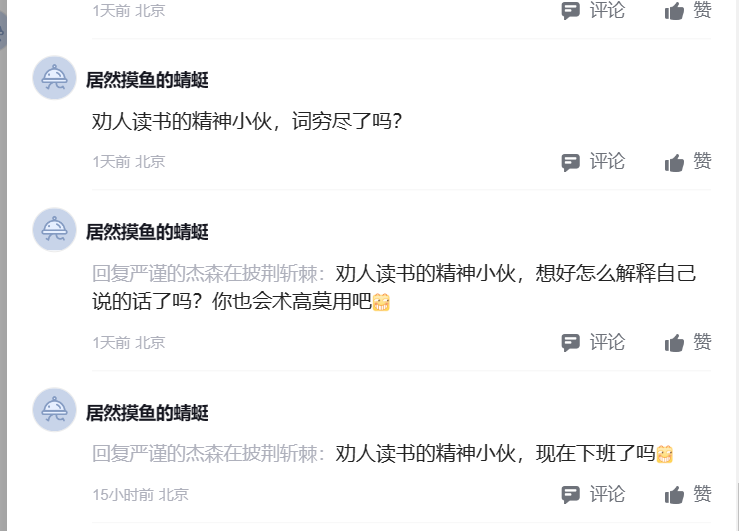 1天前 北京 评论 赞
居然摸鱼的蜻蜓
劝人读书的精神小伙，词穷尽了吗？
1天前 北京 评论 赞
居然摸鱼的蜻蜓
回复严谨的杰森在披荆斩棘：劝人读书的精神小伙，想好怎么解释自己
说的话了吗？你也会术高莫用吧
1天前 北京 评论 赞
居然摸鱼的蜻蜓
回复严谨的杰森在披荆斩棘：劝人读书的精神小伙，现在下班了吗
15小时前 北京 评论 赞